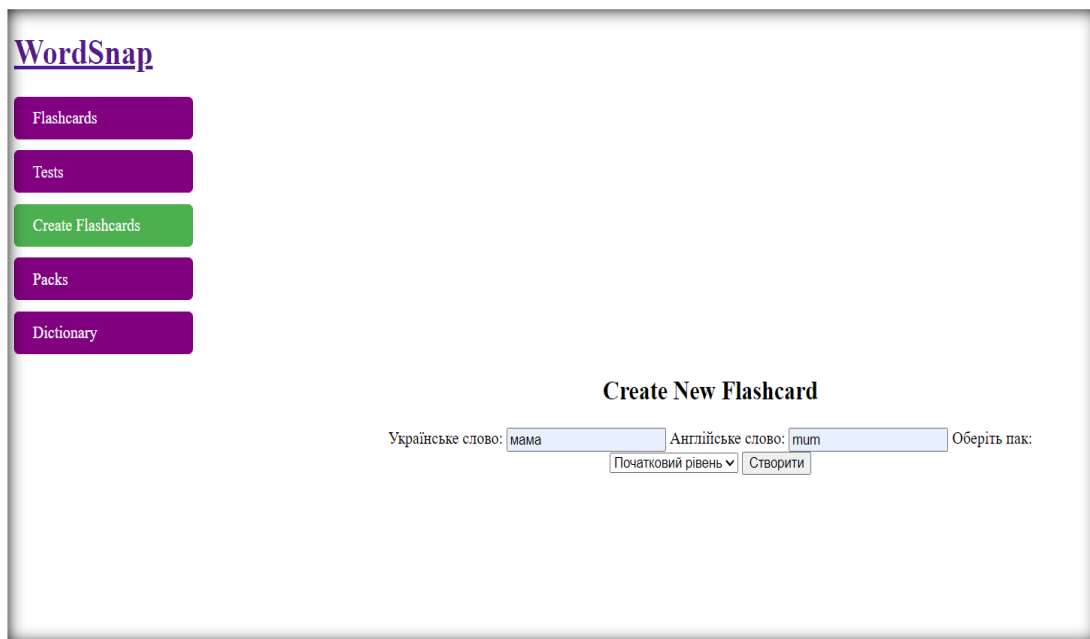 WordSnap
Flashcards
Tests
Create Flashcards
Packs
Dictionary
Create New Flashcard
Українське слово: мама Англійське слово: mum Оберіть пак:
Початковий рівень Створити